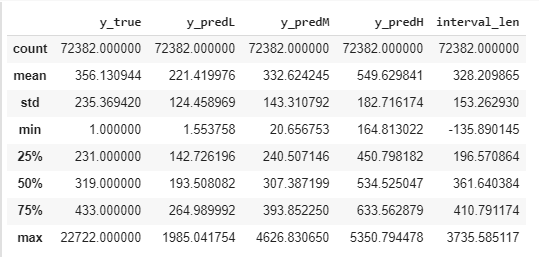 y_true y_predL y_predM y_predH interval_len
count 72382.000000 72382.000000 72382.000000 72382.000000 72382.000000
mean 356.130944 221.419976 332.624245 549.629841 328.209865
std 235.369420 124.458969 143.310792 182.716174 153.262930
min 1.000000 1.553758 20.656753 164.813022 -135.890145
25% 231.000000 142.726196 240.507146 450.798182 196.570864
50% 319.000000 193.508082 307.387199 534.525047 361.640384
75% 433.000000 264.989992 393.852250 633.562879 410.791174
max 22722.000000 1985.041754 4626.830650 5350.794478 3735.585117